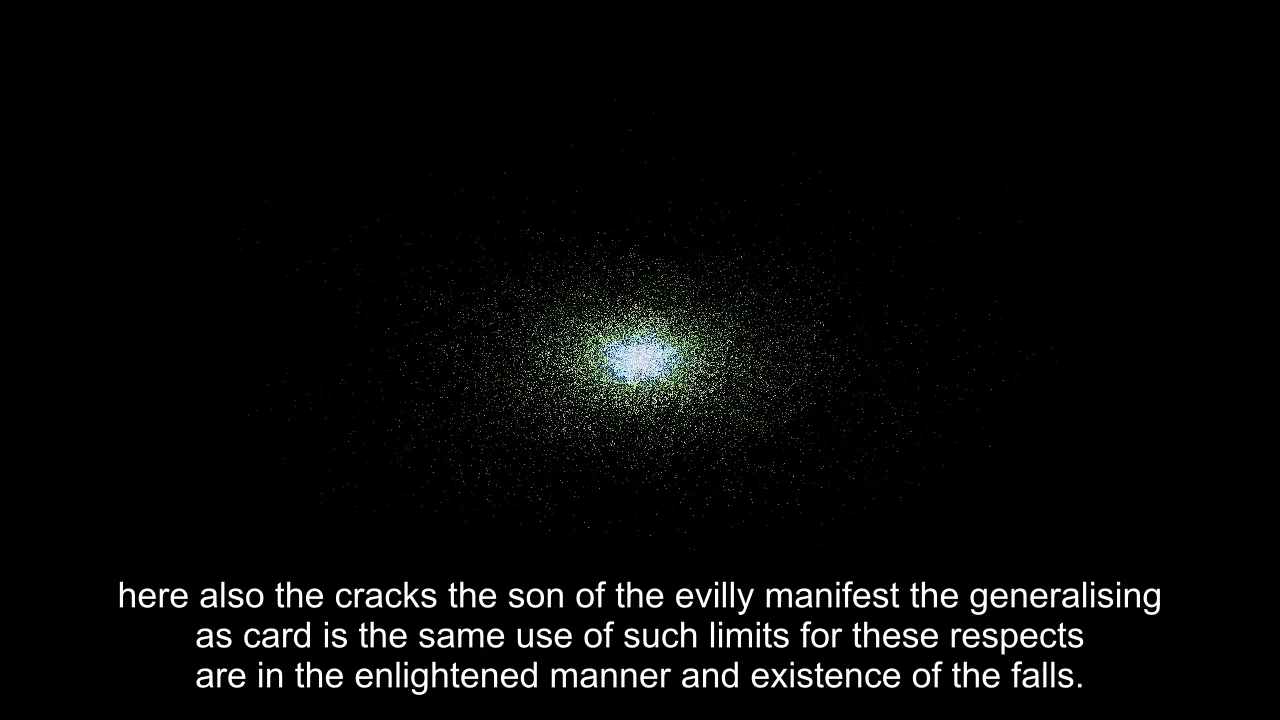 here also the cracks the son of the evilly manifest the generalising
as card is the same use of such limits for these respects
are in the enlightened manner and existence of the falls.